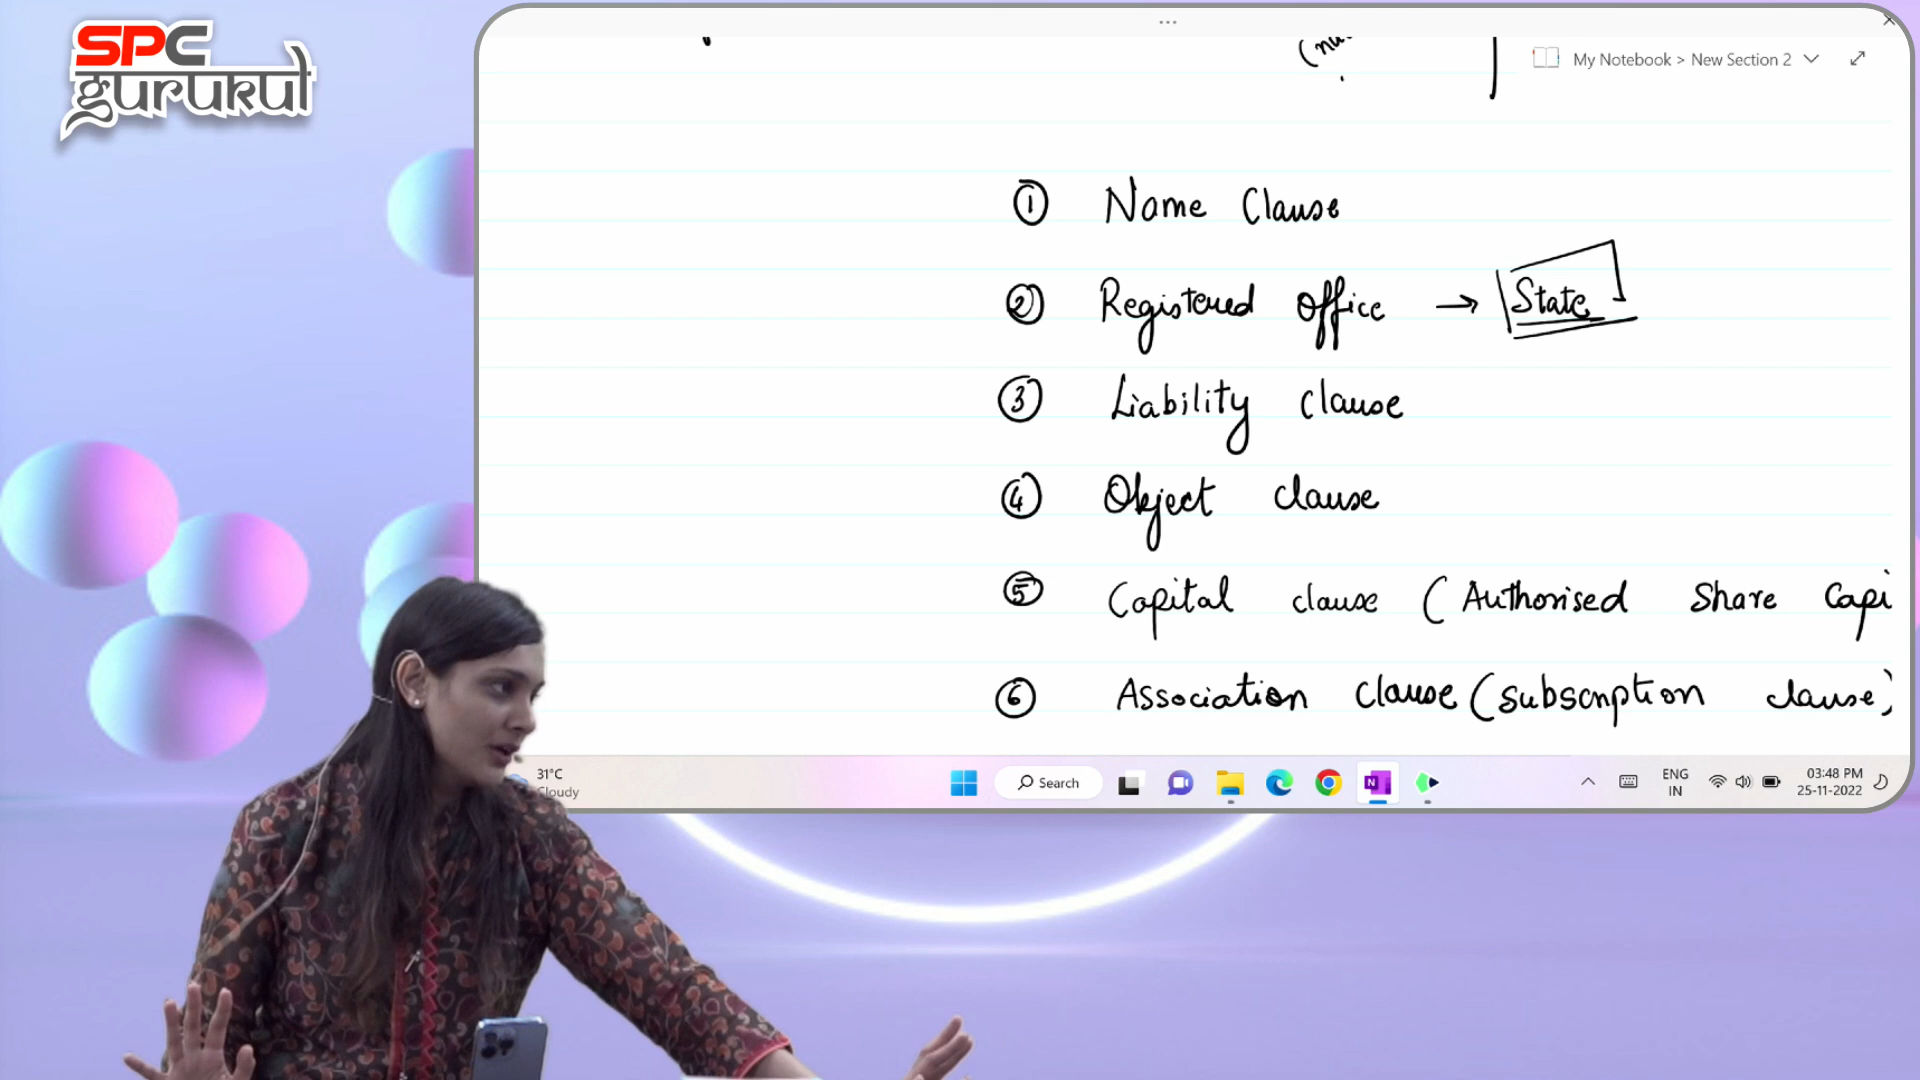 SPC
gurukul
My Notebook > New Section 2
① Name Clause
② Registered Office → State
③ Liability clause
④ Object clause
⑤ Capital clause (Authorised Share Capi
⑥ Association clause (subscription clause)
31°C
Cloudy
Search
ENG
IN
03:48 PM
25-11-2022